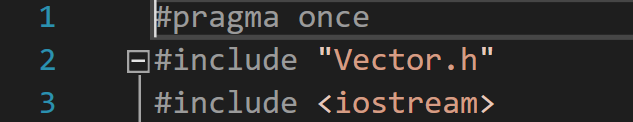 1 #pragma once
2 #include "Vector.h"
3 #include <iostream>